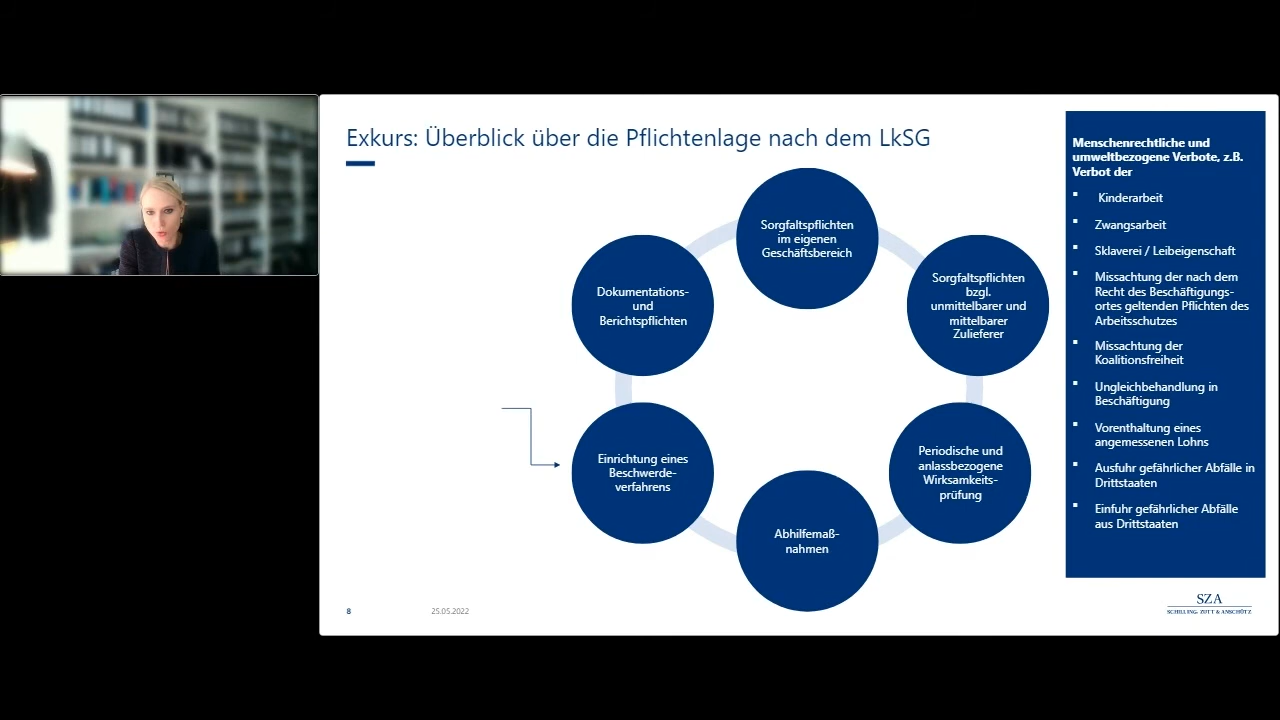 Exkurs: Überblick über die Pflichtenlage nach dem LkSG
Sorgfaltspflichten
im eigenen
Geschäftsbereich
Sorgfaltspflichten
bzgl.
unmittelbarer und
mittelbarer
Zulieferer
Periodische und
anlassbezogene
Wirksamkeits-
prüfung
Abhilfemaß-
nahmen
Einrichtung eines
Beschwerde-
verfahrens
Dokumentations-
und
Berichtspflichten
Menschenrechtliche und
umweltbezogene Verbote, z.B.
Verbot der
Kinderarbeit
Zwangsarbeit
Sklaverei / Leibeigenschaft
Missachtung der nach dem
Recht des Beschäftigungs-
ortes geltenden Pflichten des
Arbeitsschutzes
Missachtung der
Koalitionsfreiheit
Ungleichbehandlung in
Beschäftigung
Vorenthaltung eines
angemessenen Lohns
Ausfuhr gefährlicher Abfälle in
Drittstaaten
Einfuhr gefährlicher Abfälle
aus Drittstaaten
8
25.05.2022
SZA
SCHILLING, ZUTT & ANSCHÜTZ